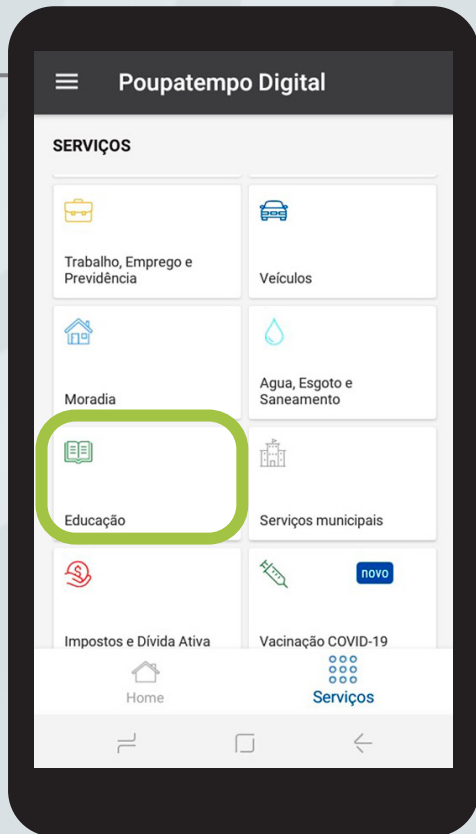 Poupatempo Digital
SERVIÇOS
Trabalho, Emprego e
Previdência
Veículos
Moradia
Agua, Esgoto e
Saneamento
Educação
Serviços municipais
novo
Impostos e Dívida Ativa
Vacinação COVID-19
Home
Serviços